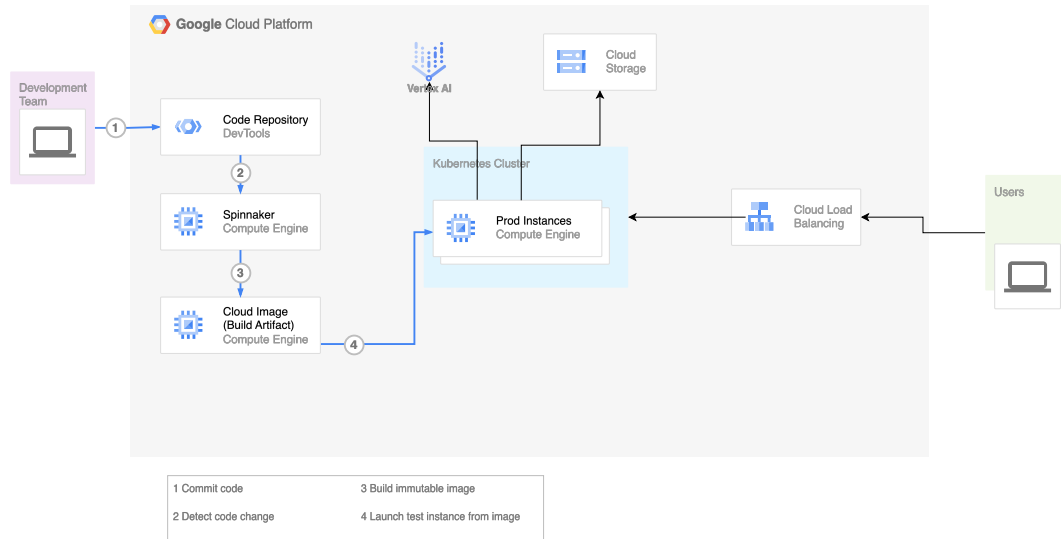 Google Cloud Platform
Development
Team
1
Code Repository
DevTools
2
Spinnaker
Compute Engine
3
Cloud Image
(Build Artifact)
Compute Engine
4
Vertex AI
Cloud
Storage
Kubernetes Cluster
Prod Instances
Compute Engine
Cloud Load
Balancing
Users
1 Commit code
3 Build immutable image
2 Detect code change
4 Launch test instance from image